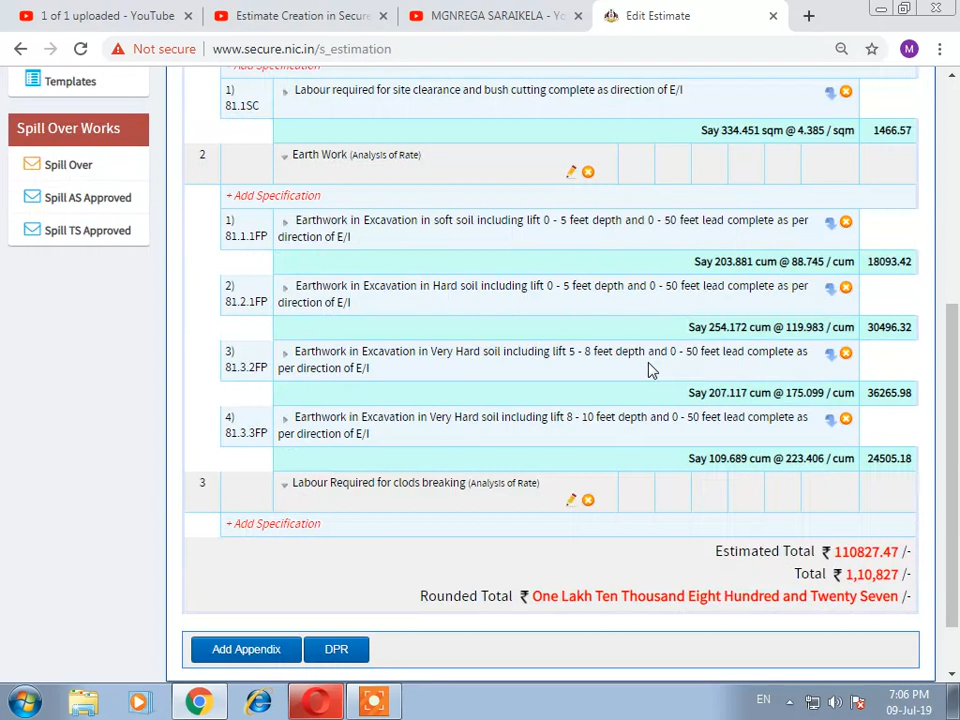 1 of 1 uploaded - YouTube
Estimate Creation in Secure
MGNREGA SARAIKELA - Yo
Edit Estimate
Not secure
www.secure.nic.in/s_estimation
M
Templates
Spill Over Works
Spill Over
Spill AS Approved
Spill TS Approved
+ Add Specification
1)
81.1SC
Labour required for site clearance and bush cutting complete as direction of E/I
Say 334.451 sqm @ 4.385 / sqm
1466.57
2
Earth Work (Analysis of Rate)
+ Add Specification
1)
81.1.1FP
Earthwork in Excavation in soft soil including lift 0 - 5 feet depth and 0 - 50 feet lead complete as per
direction of E/I
Say 203.881 cum @ 88.745 / cum
18093.42
2)
81.2.1FP
Earthwork in Excavation in Hard soil including lift 0 - 5 feet depth and 0 - 50 feet lead complete as per
direction of E/I
Say 254.172 cum @ 119.983 / cum
30496.32
3)
81.3.2FP
Earthwork in Excavation in Very Hard soil including lift 5 - 8 feet depth and 0 - 50 feet lead complete as
per direction of E/I
Say 207.117 cum @ 175.099 / cum
36265.98
4)
81.3.3FP
Earthwork in Excavation in Very Hard soil including lift 8 - 10 feet depth and 0 - 50 feet lead complete as
per direction of E/I
Say 109.689 cum @ 223.406 / cum
24505.18
3
Labour Required for clods breaking (Analysis of Rate)
+ Add Specification
Estimated Total ₹ 110827.47 /-
Total ₹ 1,10,827 /-
Rounded Total ₹ One Lakh Ten Thousand Eight Hundred and Twenty Seven /-
Add Appendix
DPR
EN
7:06 PM
09-Jul-19